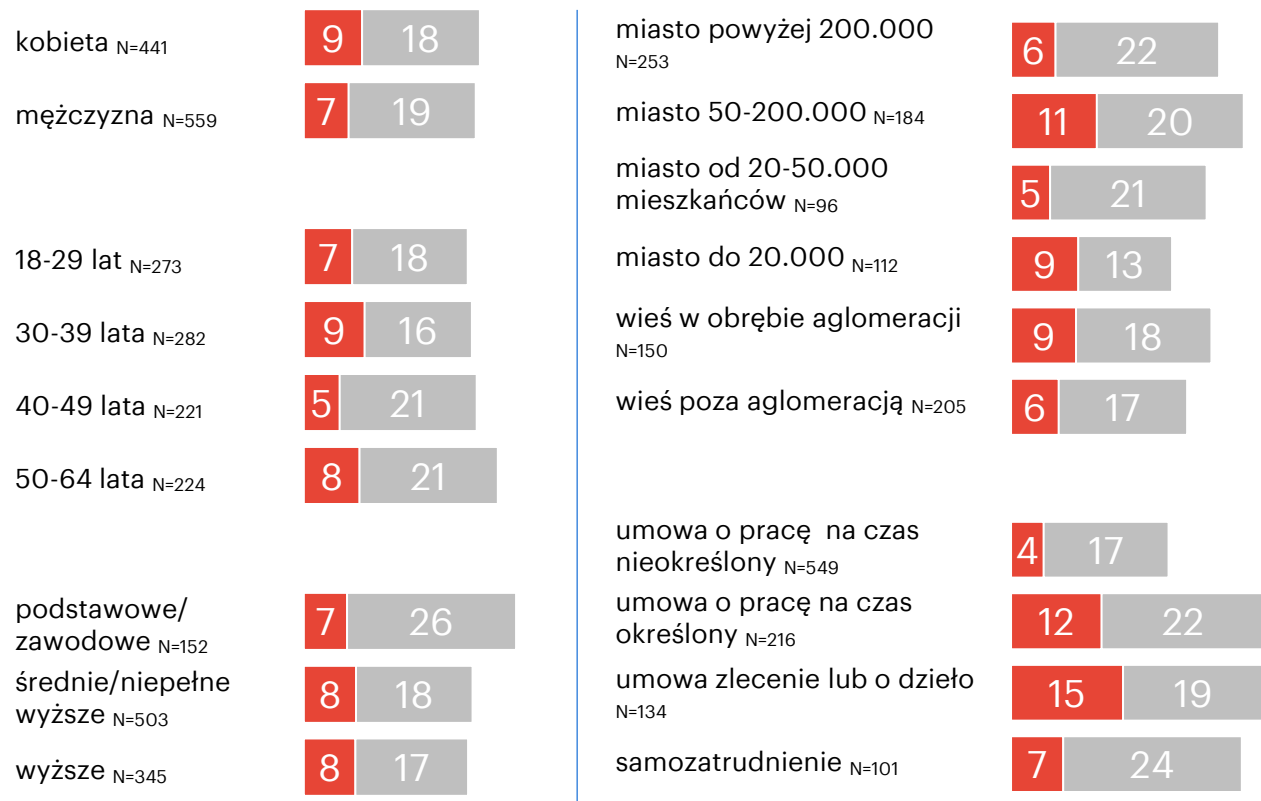 kobieta N=441 9 18
mężczyzna N=559 7 19
18-29 lat N=273 7 18
30-39 lata N=282 9 16
40-49 lata N=221 5 21
50-64 lata N=224 8 21
podstawowe/
zawodowe N=152 7 26
średnie/niepełne
wyższe N=503 8 18
wyższe N=345 8 17
miasto powyżej 200.000
N=253 6 22
miasto 50-200.000 N=184 11 20
miasto od 20-50.000
mieszkańców N=96 5 21
miasto do 20.000 N=112 9 13
wieś w obrębie aglomeracji
N=150 9 18
wieś poza aglomeracją N=205 6 17
umowa o pracę  na czas
nieokreślony N=549 4 17
umowa o pracę na czas
określony N=216 12 22
umowa zlecenie lub o dzieło
N=134 15 19
samozatrudnienie N=101 7 24